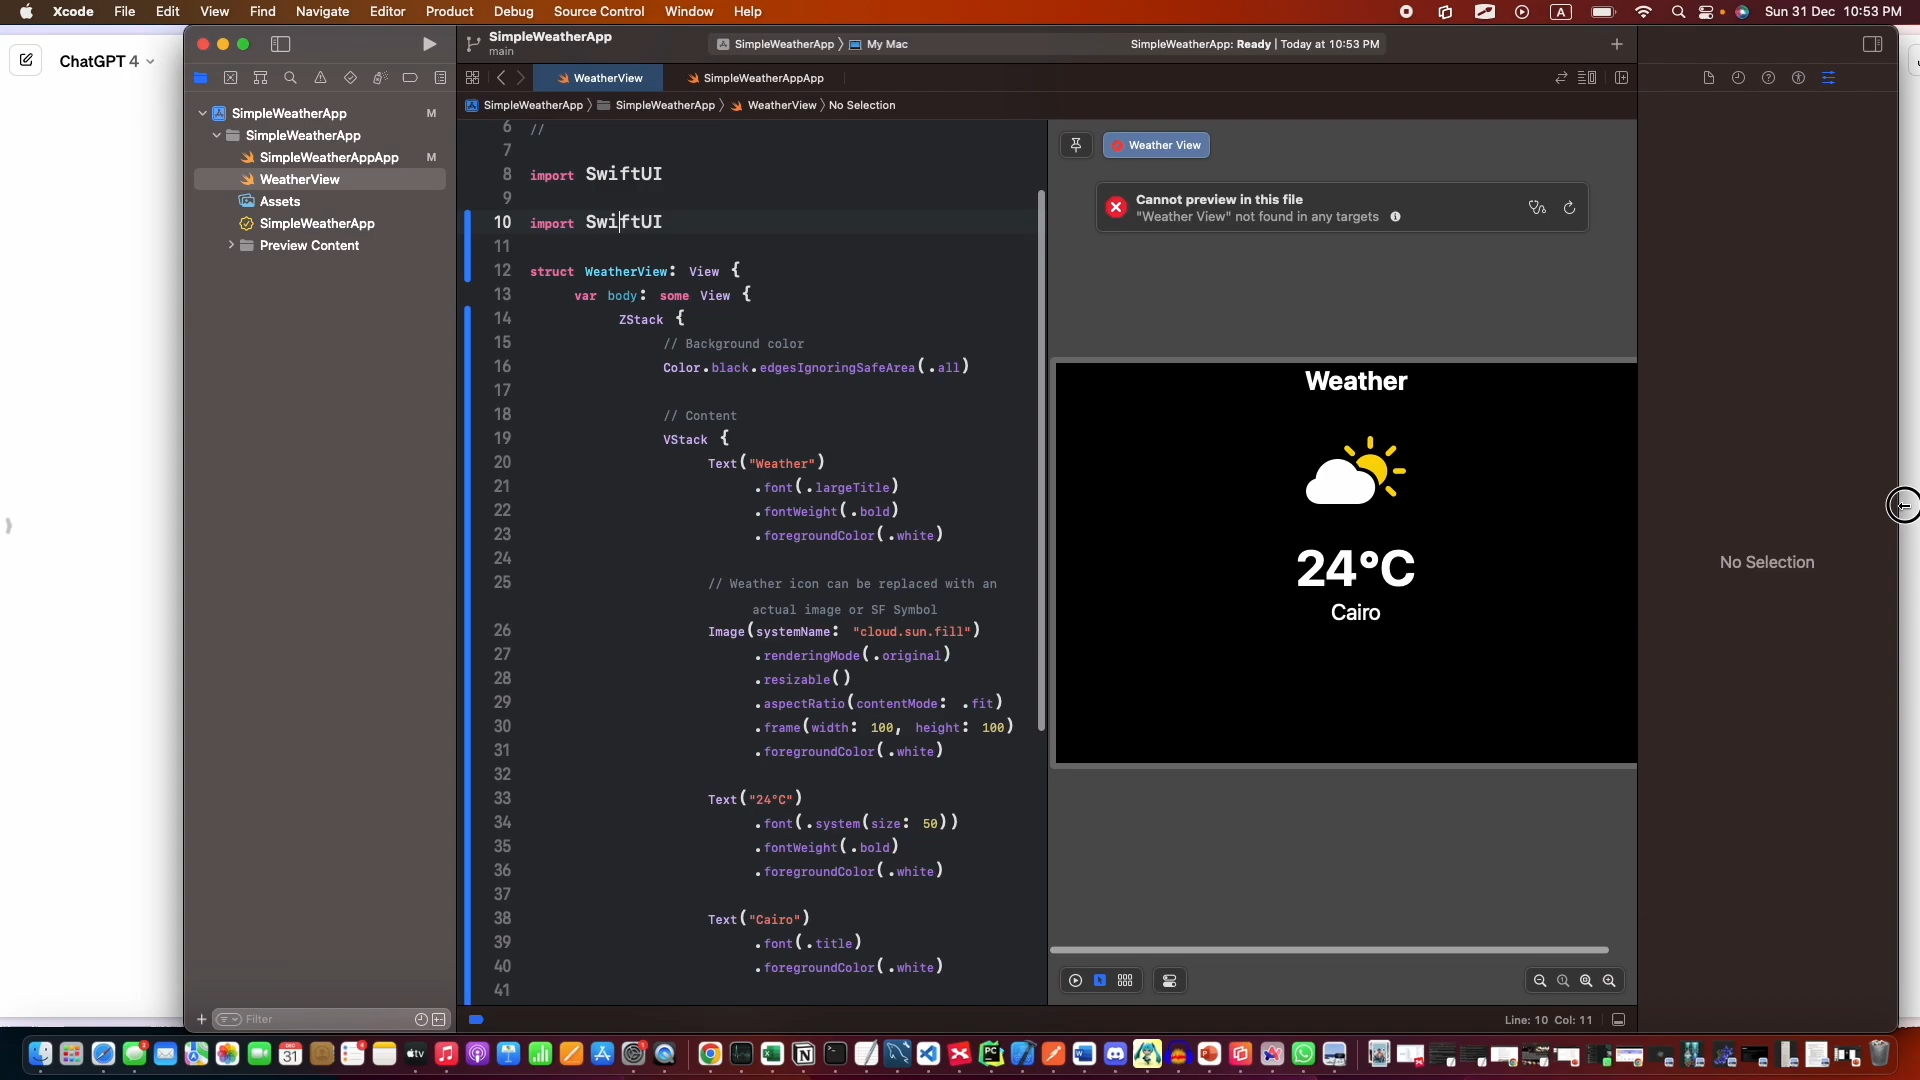 Xcode File Edit View Find Navigate Editor Product Debug Source Control Window Help
A
Sun 31 Dec 10:53 PM
ChatGPT 4
SimpleWeatherApp
main
SimpleWeatherApp
My Mac
SimpleWeatherApp: Ready | Today at 10:53 PM
WeatherView
SimpleWeatherAppApp
SimpleWeatherApp
SimpleWeatherApp
WeatherView
No Selection
SimpleWeatherApp M
SimpleWeatherApp
SimpleWeatherAppApp M
WeatherView
Assets
SimpleWeatherApp
Preview Content
6 //
7
8 import SwiftUI
9
10 import SwiftUI
11
12 struct WeatherView: View {
13 var body: some View {
14 ZStack {
15 // Background color
16 Color.black.edgesIgnoringSafeArea(.all)
17
18 // Content
19 VStack {
20 Text("Weather")
21 .font(.largeTitle)
22 .fontWeight(.bold)
23 .foregroundColor(.white)
24
25 // Weather icon can be replaced with an
actual image or SF Symbol
26 Image(systemName: "cloud.sun.fill")
27 .renderingMode(.original)
28 .resizable()
29 .aspectRatio(contentMode: .fit)
30 .frame(width: 100, height: 100)
31 .foregroundColor(.white)
32
33 Text("24°C")
34 .font(.system(size: 50))
35 .fontWeight(.bold)
36 .foregroundColor(.white)
37
38 Text("Cairo")
39 .font(.title)
40 .foregroundColor(.white)
41
Weather View
Cannot preview in this file
"Weather View" not found in any targets
Weather
24°C
Cairo
No Selection
Filter
Line: 10 Col: 11